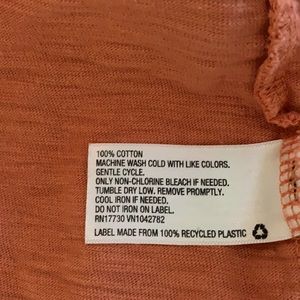 100% COTTON
MACHINE WASH COLD WITH LIKE COLORS.
GENTLE CYCLE.
ONLY NON-CHLORINE BLEACH IF NEEDED.
TUMBLE DRY LOW. REMOVE PROMPTLY.
COOL IRON IF NEEDED.
DO NOT IRON ON LABEL.
RN17730 VN1042782
LABEL MADE FROM 100% RECYCLED PLASTIC